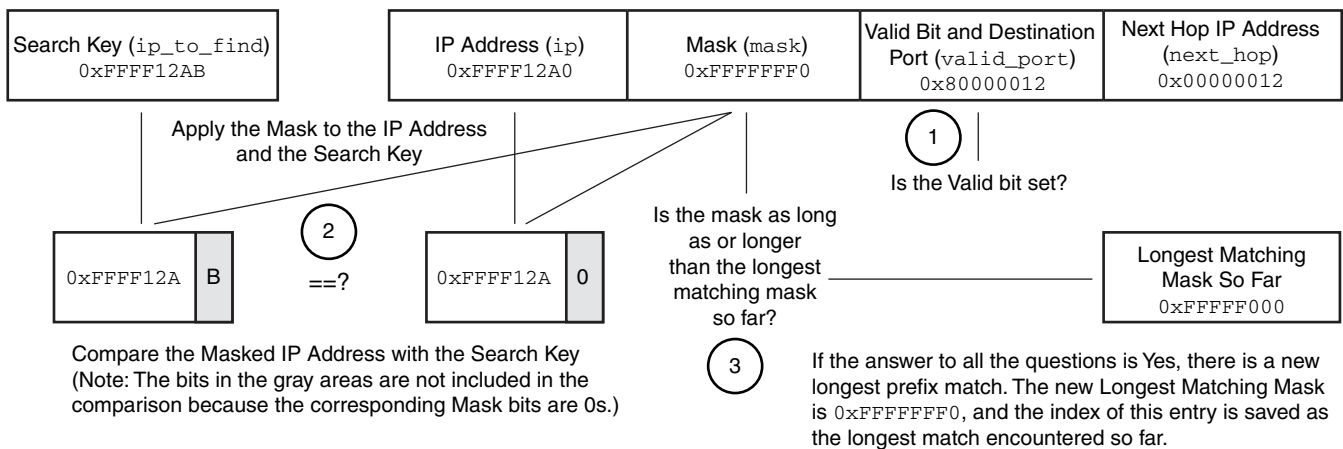 Search Key (ip_to_find)
0xFFFF12AB
IP Address (ip)
0xFFFF12A0
Mask (mask)
0xFFFFFFF0
Valid Bit and Destination
Port (valid_port)
0x80000012
Next Hop IP Address
(next_hop)
0x00000012
Apply the Mask to the IP Address
and the Search Key
1
Is the Valid bit set?
2
==?
0xFFFF12A B
0xFFFF12A 0
Is the mask as long
as or longer
than the longest
matching mask
so far?
3
Longest Matching
Mask So Far
0xFFFFF000
Compare the Masked IP Address with the Search Key
(Note: The bits in the gray areas are not included in the
comparison because the corresponding Mask bits are 0s.)
If the answer to all the questions is Yes, there is a new
longest prefix match. The new Longest Matching Mask
is 0xFFFFFFF0, and the index of this entry is saved as
the longest match encountered so far.